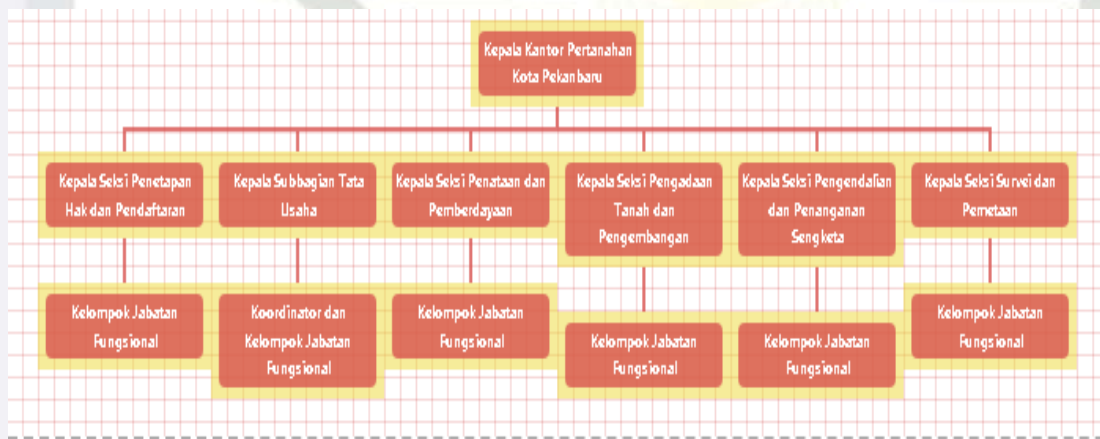 Kepala Kantor Pertanahan
Kota Pekanbaru
Kepala Seksi Penetapan
Hak dan Pendaftaran
Kepala Subbagian Tata
Usaha
Kepala Seksi Penataan dan
Pemberdayaan
Kepala Seksi Pengadaan
Tanah dan
Pengembangan
Kepala Seksi Pengendalian
dan Penanganan
Sengketa
Kepala Seksi Survei dan
Pemetaan
Kelompok Jabatan
Fungsional
Koordinator dan
Kelompok Jabatan
Fungsional
Kelompok Jabatan
Fungsional
Kelompok Jabatan
Fungsional
Kelompok Jabatan
Fungsional
Kelompok Jabatan
Fungsional